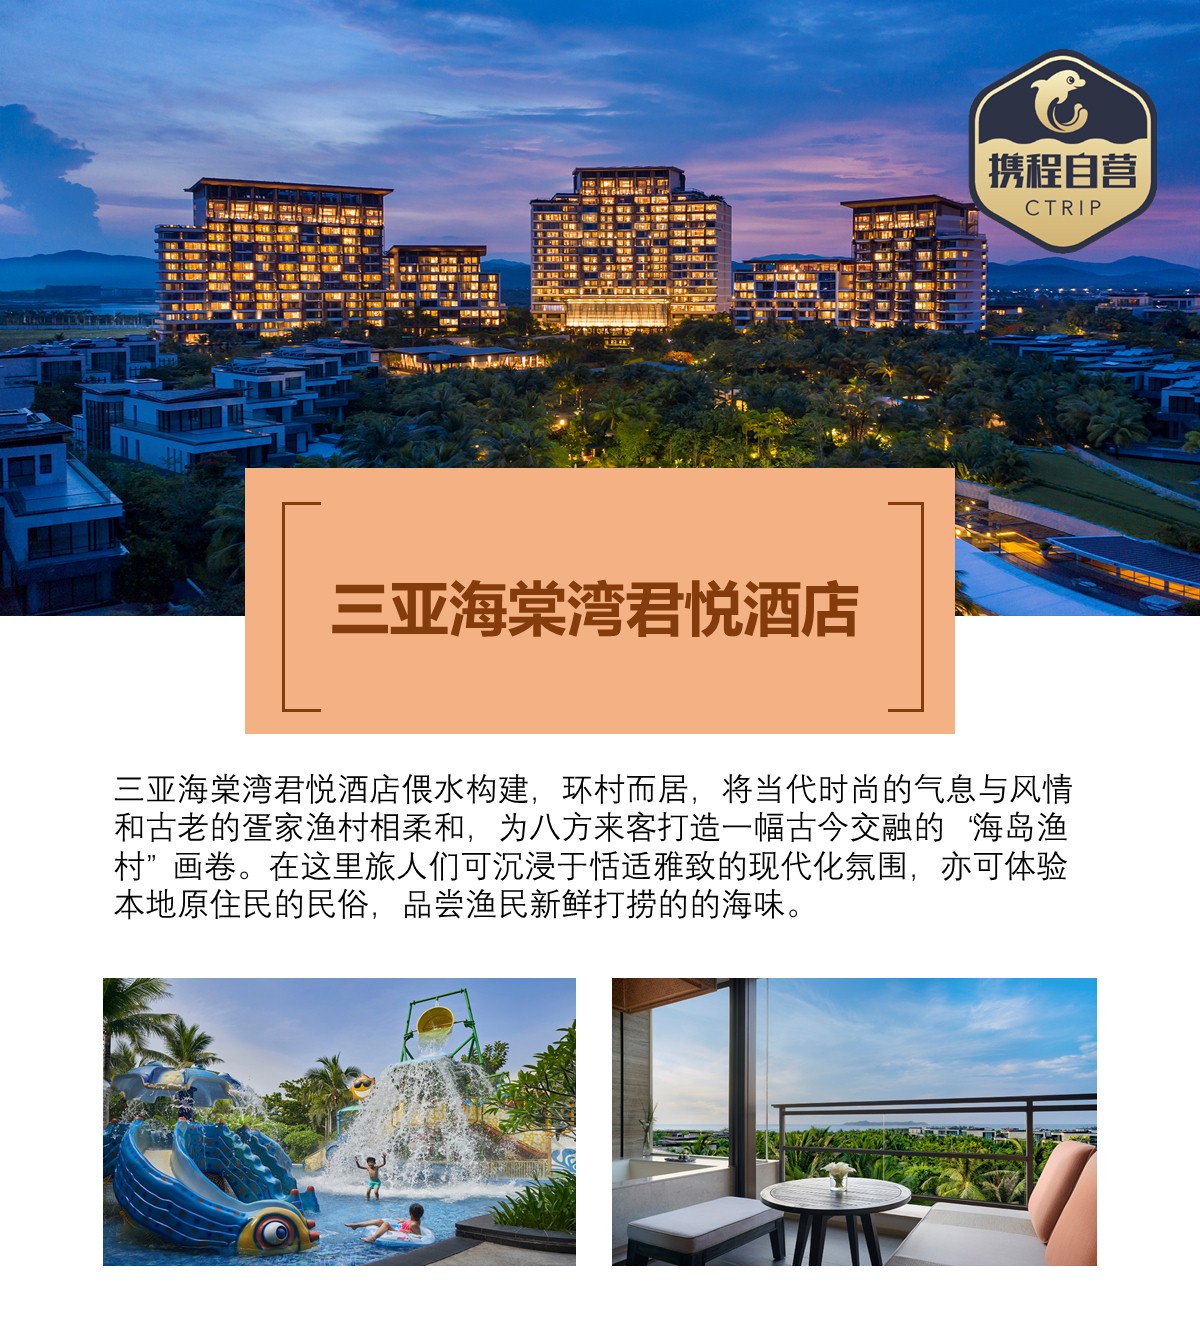 携程自营
CTRIP
三亚海棠湾君悦酒店
三亚海棠湾君悦酒店偎水构建，环村而居，将当代时尚的气息与风情
和古老的疍家渔村相柔和，为八方来客打造一幅古今交融的“海岛渔
村”画卷。在这里旅人们可沉浸于恬适雅致的现代化氛围，亦可体验
本地原住民的民俗，品尝渔民新鲜打捞的的海味。